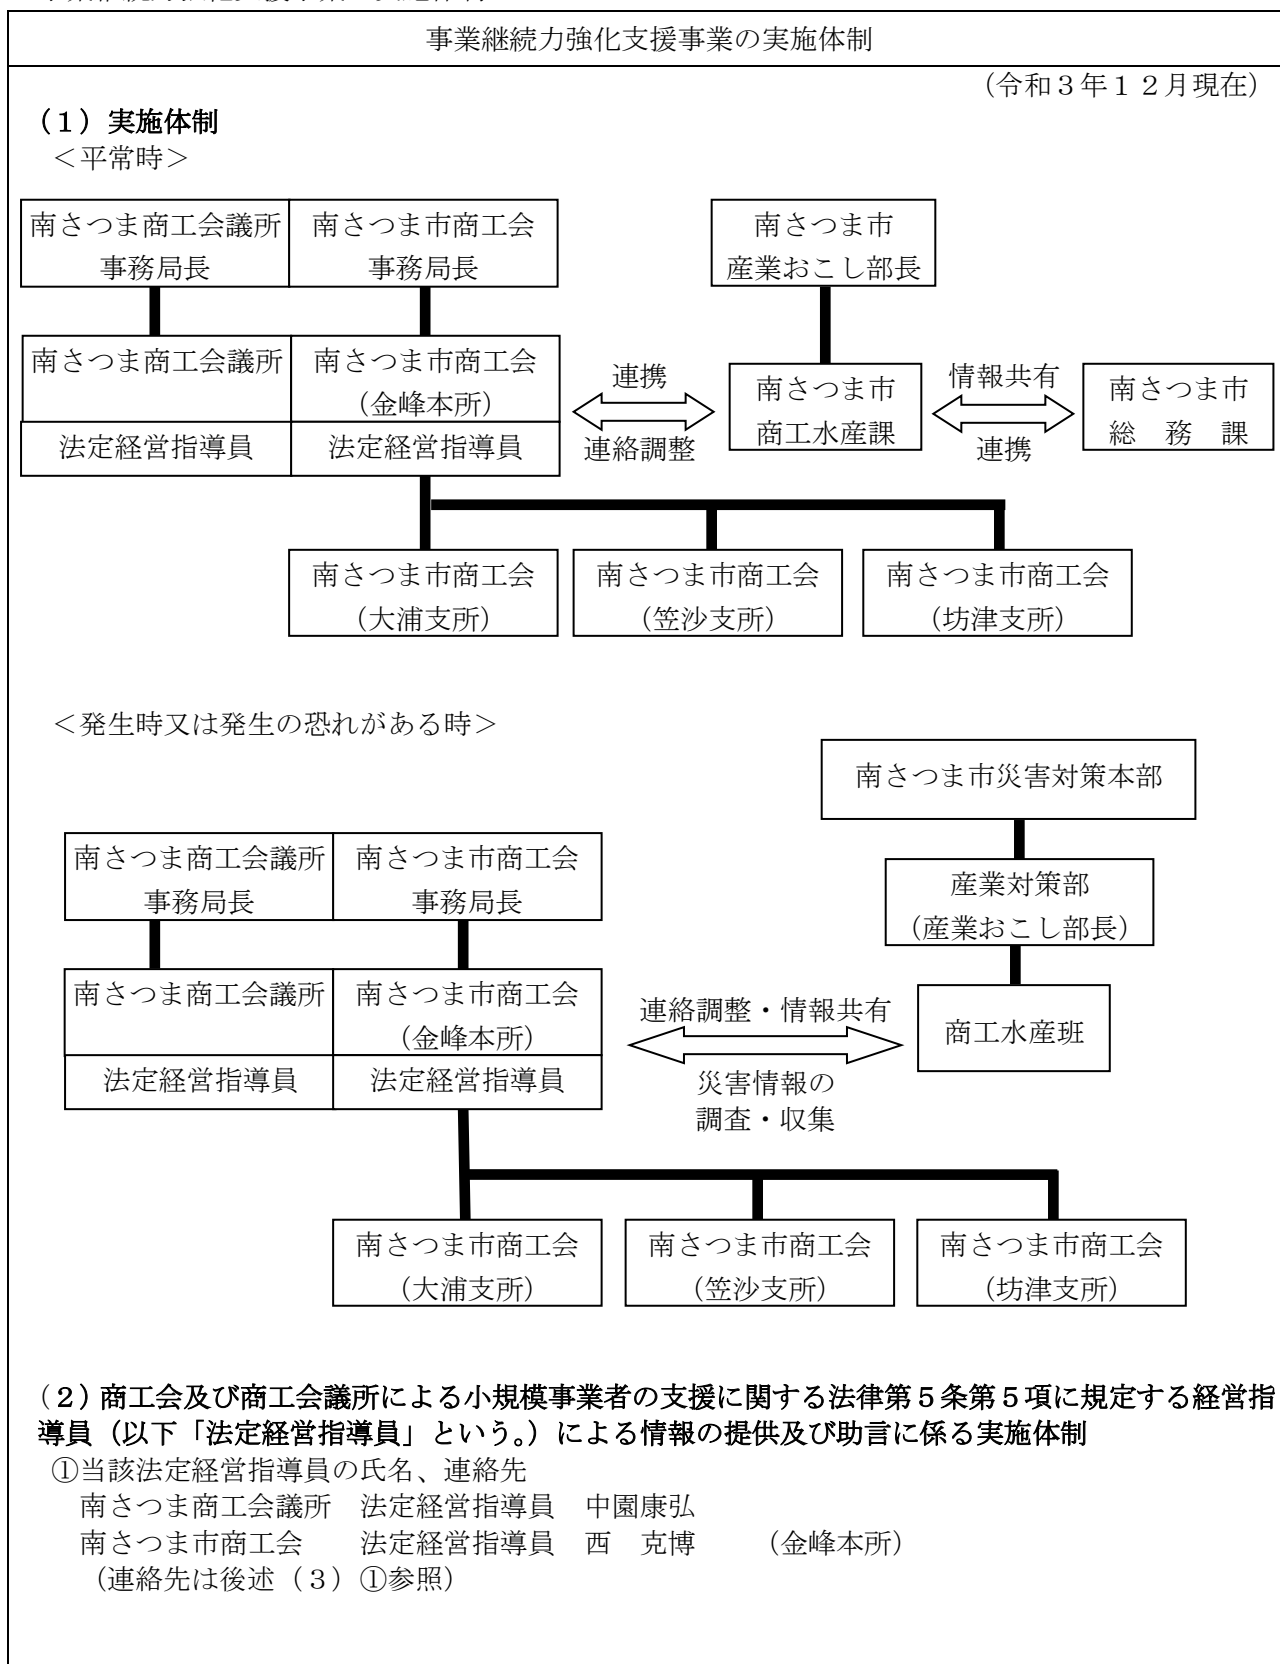 事業継続力強化支援事業の実施体制
（令和３年１２月現在）
（１）実施体制
＜平常時＞
南さつま商工会議所
事務局長
南さつま市商工会
事務局長
南さつま市
産業おこし部長
南さつま商工会議所
南さつま市商工会
（金峰本所）
法定経営指導員
法定経営指導員
連携
連絡調整
南さつま市
商工水産課
情報共有
連携
南さつま市
総　務　課
南さつま市商工会
（大浦支所）
南さつま市商工会
（笠沙支所）
南さつま市商工会
（坊津支所）
＜発生時又は発生の恐れがある時＞
南さつま市災害対策本部
南さつま商工会議所
事務局長
南さつま市商工会
事務局長
産業対策部
（産業おこし部長）
南さつま商工会議所
南さつま市商工会
（金峰本所）
法定経営指導員
法定経営指導員
連絡調整・情報共有
災害情報の
調査・収集
商工水産班
南さつま市商工会
（大浦支所）
南さつま市商工会
（笠沙支所）
南さつま市商工会
（坊津支所）
（２）商工会及び商工会議所による小規模事業者の支援に関する法律第５条第５項に規定する経営指
導員（以下「法定経営指導員」という。）による情報の提供及び助言に係る実施体制
①当該法定経営指導員の氏名、連絡先
南さつま商工会議所　法定経営指導員　中園康弘
南さつま市商工会　　法定経営指導員　西　克博　　（金峰本所）
（連絡先は後述（３）①参照）